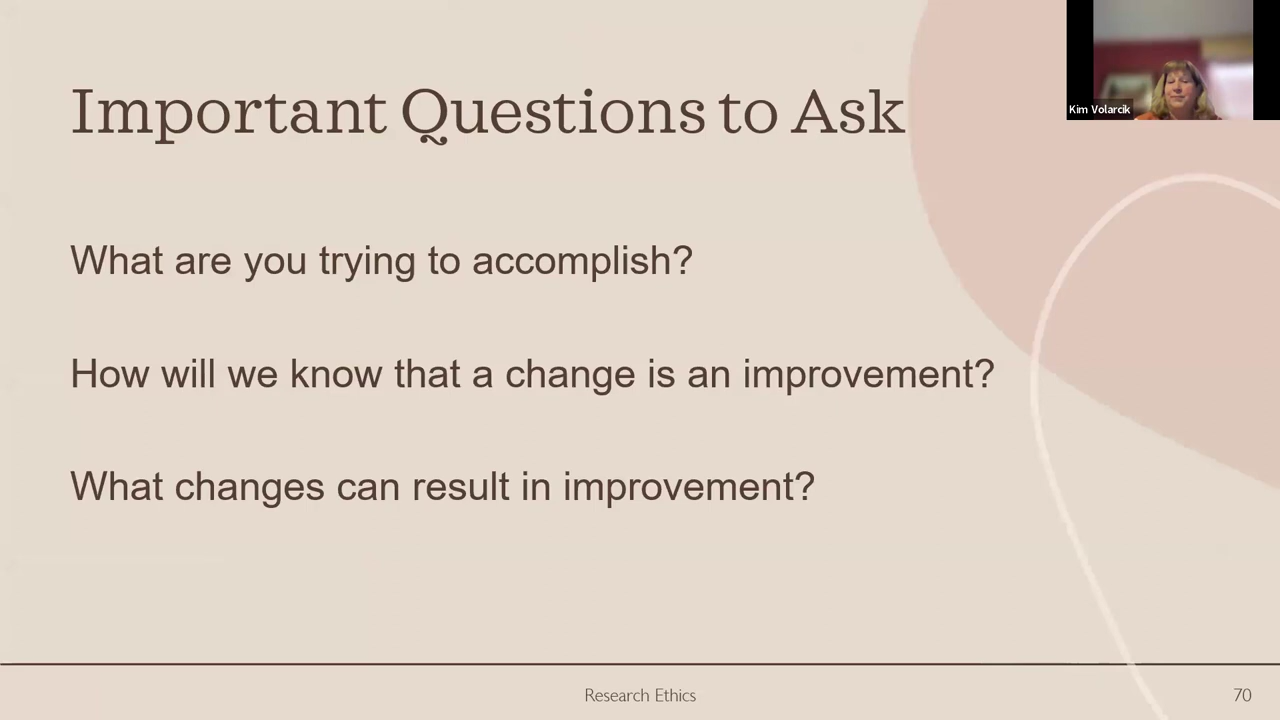 Important Questions to Ask
Kim Volarcik
What are you trying to accomplish?
How will we know that a change is an improvement?
What changes can result in improvement?
Research Ethics
70